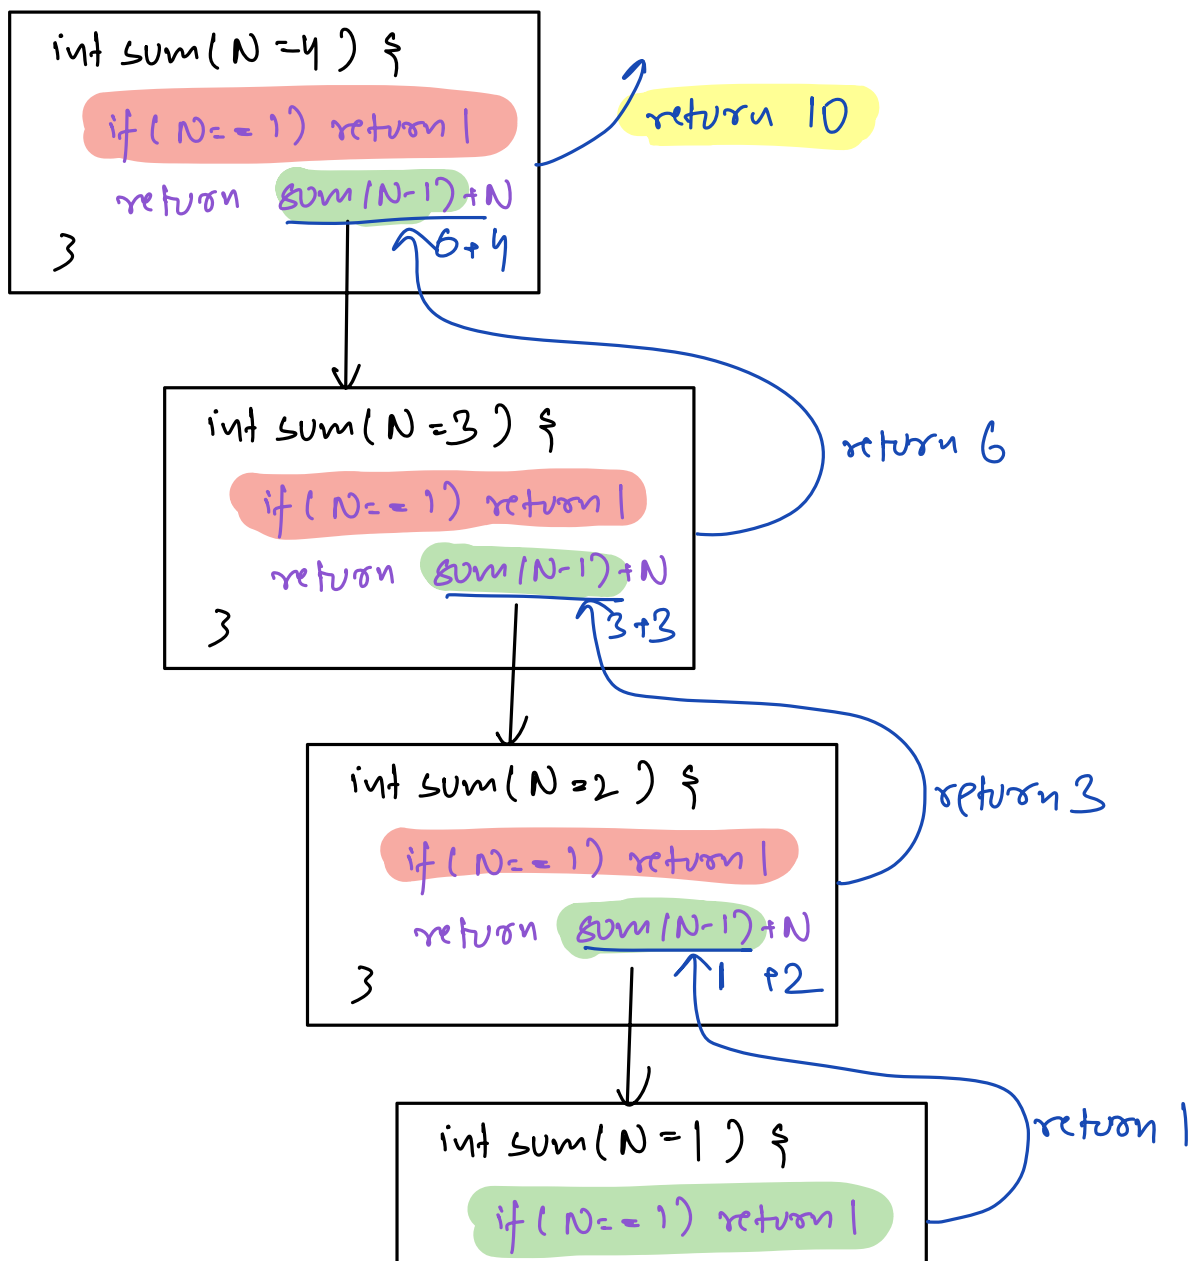 int sum(N=4) {
if(N==1) return 1
return 10
return sum(N-1)+N
6+4
}
int sum(N=3) {
return 6
if(N==1) return 1
return sum(N-1)+N
3+3
}
int sum(N=2) {
return 3
if(N==1) return 1
return sum(N-1)+N
1 +2
}
int sum(N=1) {
return 1
if(N==1) return 1